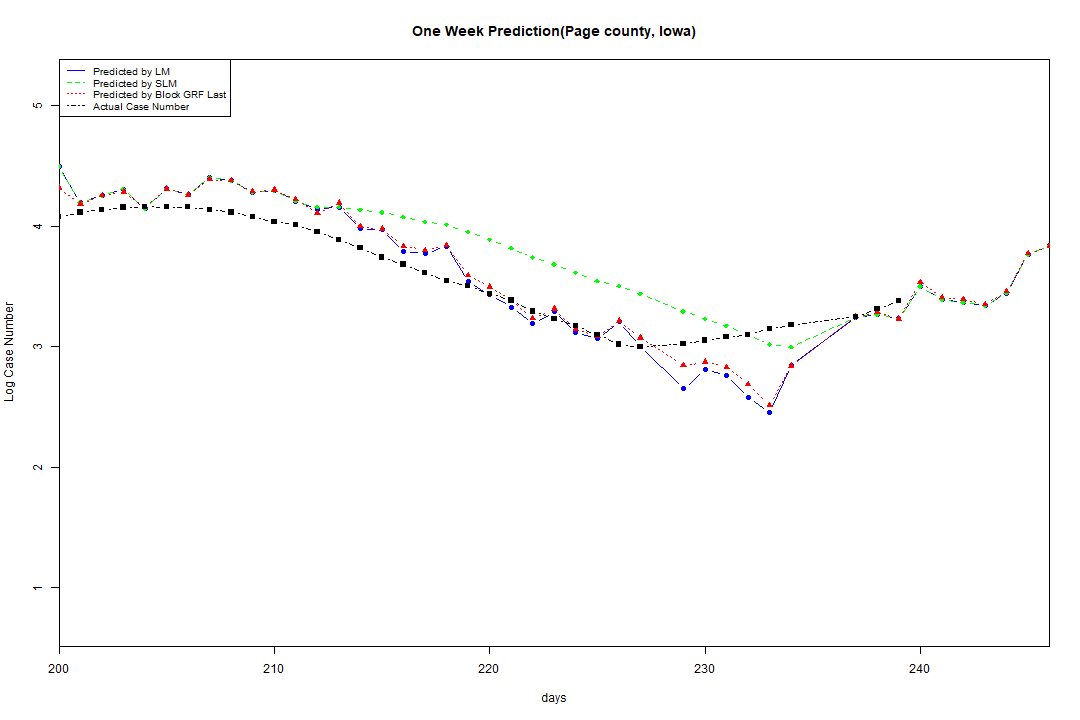 One Week Prediction(Page county, Iowa)
Predicted by LM
Predicted by SLM
Predicted by Block GRF Last
Actual Case Number
5
4
3
2
1
Log Case Number
200 210 220 230 240
days